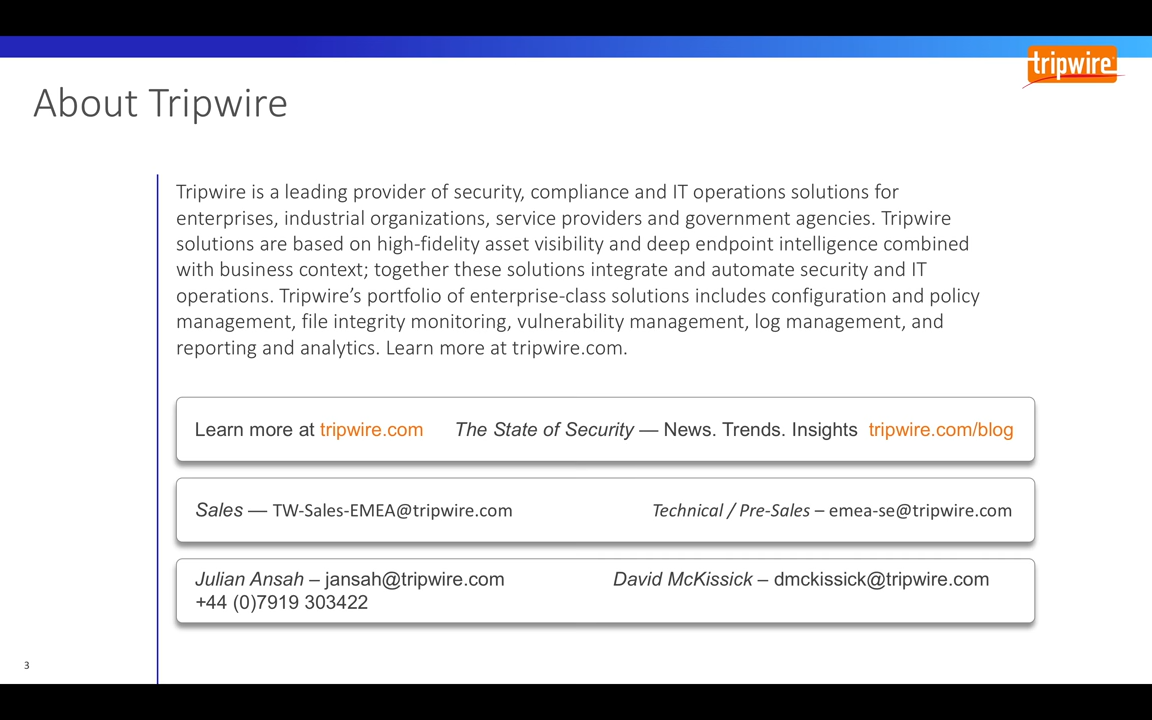 tripwire
About Tripwire
Tripwire is a leading provider of security, compliance and IT operations solutions for
enterprises, industrial organizations, service providers and government agencies. Tripwire
solutions are based on high-fidelity asset visibility and deep endpoint intelligence combined
with business context; together these solutions integrate and automate security and IT
operations. Tripwire’s portfolio of enterprise-class solutions includes configuration and policy
management, file integrity monitoring, vulnerability management, log management, and
reporting and analytics. Learn more at tripwire.com.
Learn more at tripwire.com The State of Security — News. Trends. Insights tripwire.com/blog
Sales — TW-Sales-EMEA@tripwire.com Technical / Pre-Sales – emea-se@tripwire.com
Julian Ansah – jansah@tripwire.com David McKissick – dmckissick@tripwire.com
+44 (0)7919 303422
3